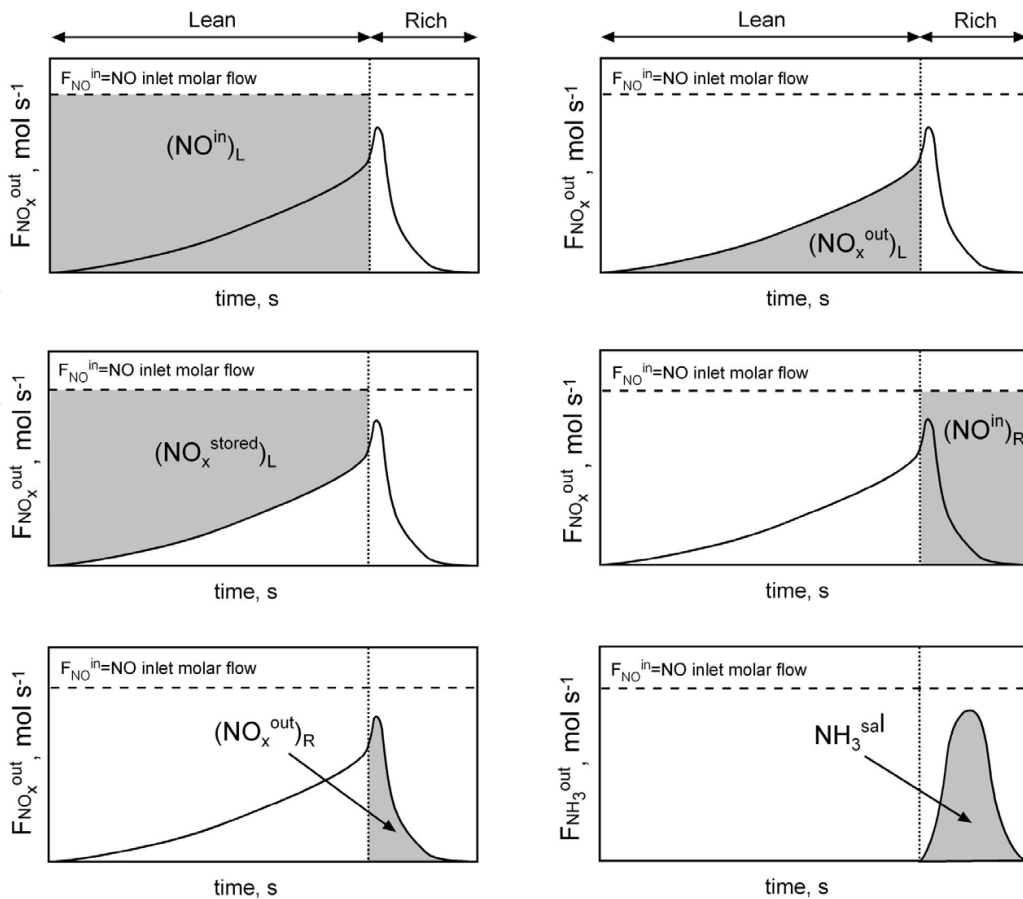 Lean Rich
F_NO^in=NO inlet molar flow
(NO^in)_L
F_NOx^out, mol s⁻¹
time, s
Lean Rich
F_NO^in=NO inlet molar flow
(NO_x^out)_L
F_NOx^out, mol s⁻¹
time, s
F_NO^in=NO inlet molar flow
(NO_x^stored)_L
F_NOx^out, mol s⁻¹
time, s
F_NO^in=NO inlet molar flow
(NO^in)_R
F_NOx^out, mol s⁻¹
time, s
F_NO^in=NO inlet molar flow
(NO_x^out)_R
F_NOx^out, mol s⁻¹
time, s
F_NO^in=NO inlet molar flow
NH_3^sal
F_NH3^out, mol s⁻¹
time, s